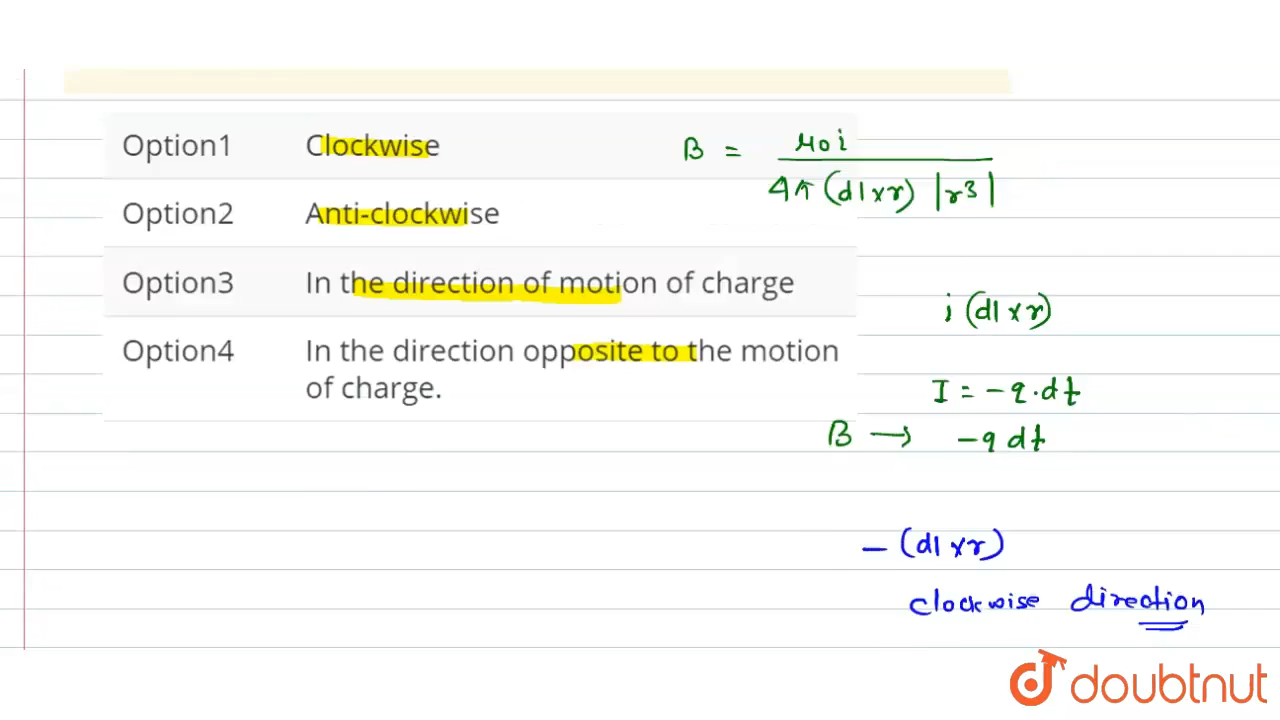 Option1 Clockwise
Option2 Anti-clockwise
Option3 In the direction of motion of charge
Option4 In the direction opposite to the motion
of charge.
B = μ0 i
4π (dl×r) |r3|
i (dl×r)
I = -q.dt
B → -q dt
- (dl×r)
clockwise direction
doubtnut